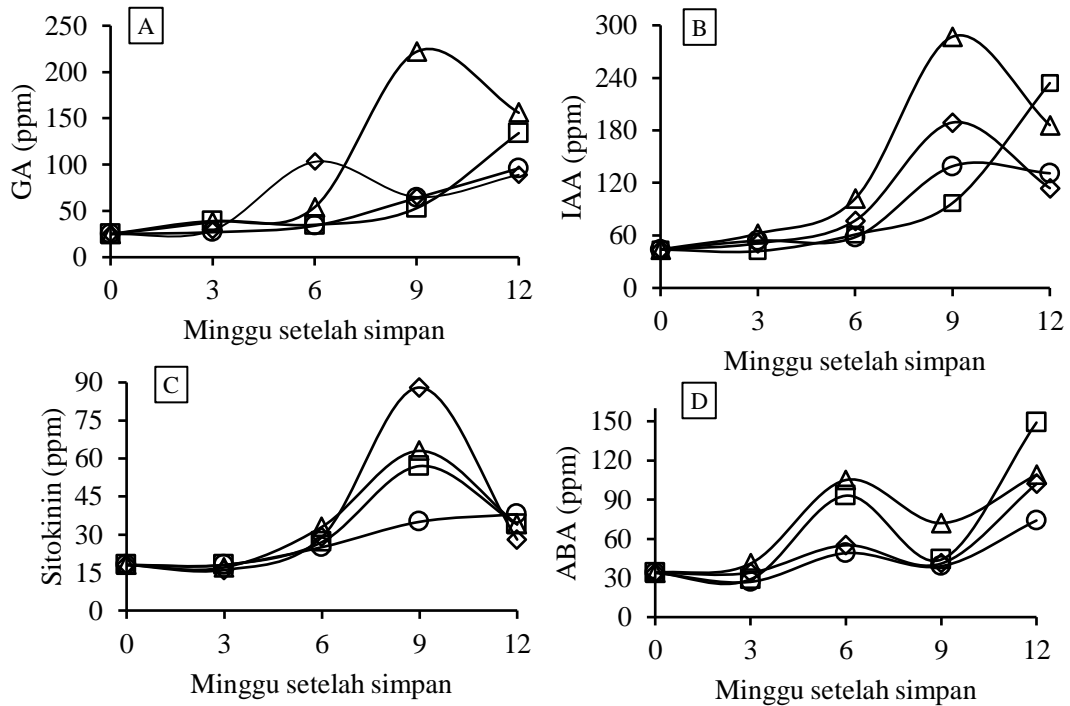 A
GA (ppm)
250
200
150
100
50
0
0 3 6 9 12
Minggu setelah simpan
B
IAA (ppm)
300
240
180
120
60
0
0 3 6 9 12
Minggu setelah simpan
C
Sitokinin (ppm)
90
75
60
45
30
15
0
0 3 6 9 12
Minggu setelah simpan
D
ABA (ppm)
150
120
90
60
30
0
0 3 6 9 12
Minggu setelah simpan